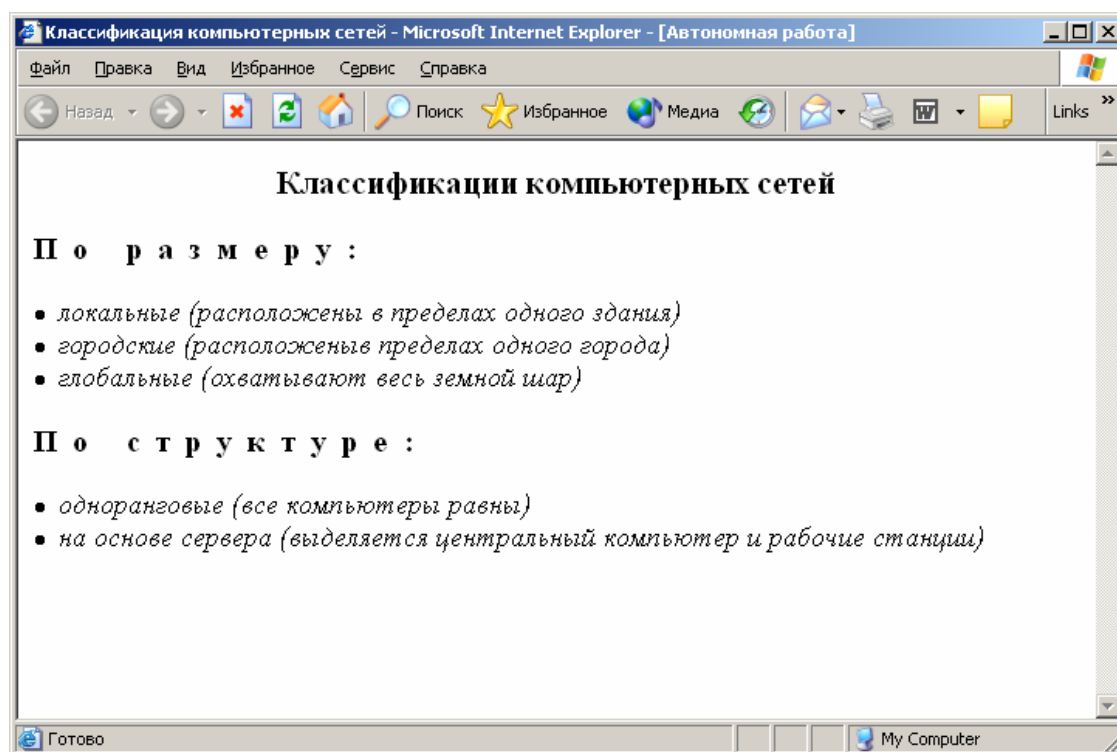 Классификация компьютерных сетей - Microsoft Internet Explorer - [Автономная работа]
Файл Правка Вид Избранное Сервис Справка
Назад Поиск Избранное Медиа W Links »
Классификации компьютерных сетей
По размеру:
• локальные (расположены в пределах одного здания)
• городские (расположеныв пределах одного города)
• глобальные (охватывают весь земной шар)
По структуре:
• одноранговые (все компьютеры равны)
• на основе сервера (выделяется центральный компьютер и рабочие станции)
Готово My Computer